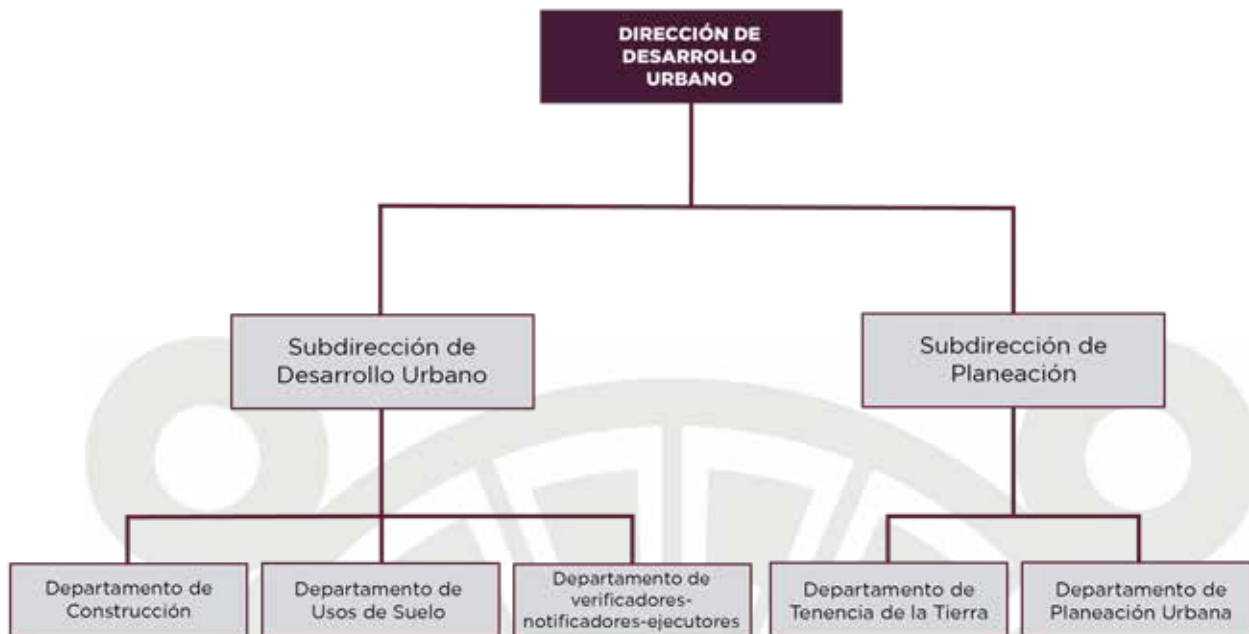 DIRECCIÓN DE
DESARROLLO
URBANO
Subdirección de
Desarrollo Urbano
Subdirección de
Planeación
Departamento de
Construcción
Departamento de
Usos de Suelo
Departamento de
verificadores-
notificadores-ejecutores
Departamento de
Tenencia de la Tierra
Departamento de
Planeación Urbana